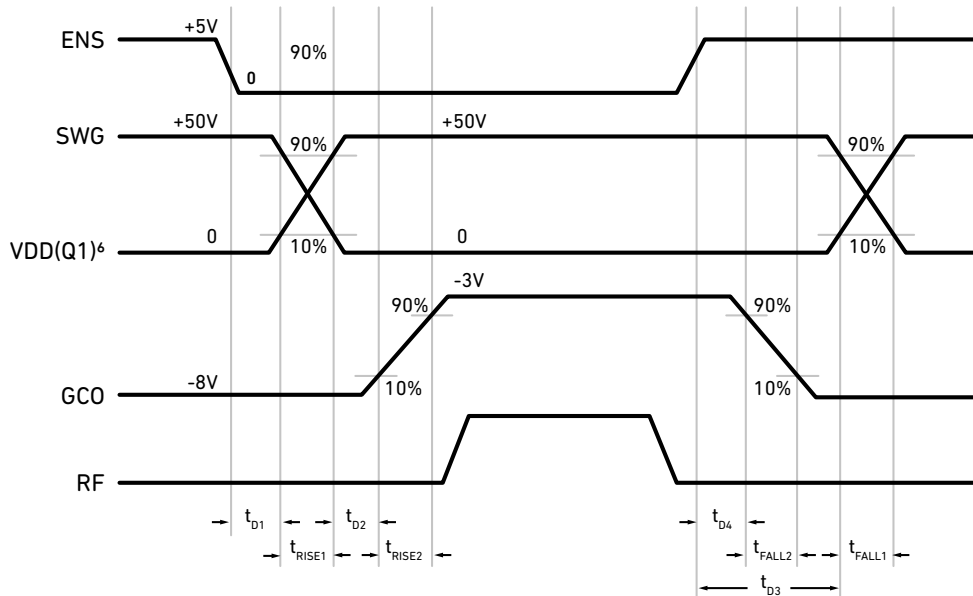 ENS
+5V
90%
0
SWG
+50V
+50V
90%
90%
VDD(Q1)⁶
0
10%
0
10%
-3V
90%
90%
GCO
-8V
10%
10%
RF
tD1
tD2
tD4
tRISE1
tRISE2
tFALL2
tFALL1
tD3